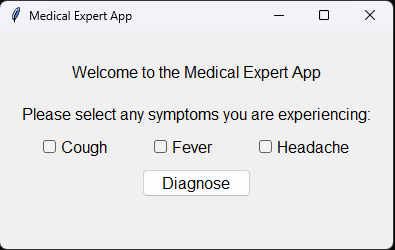 Medical Expert App
Welcome to the Medical Expert App
Please select any symptoms you are experiencing:
Cough Fever Headache
Diagnose